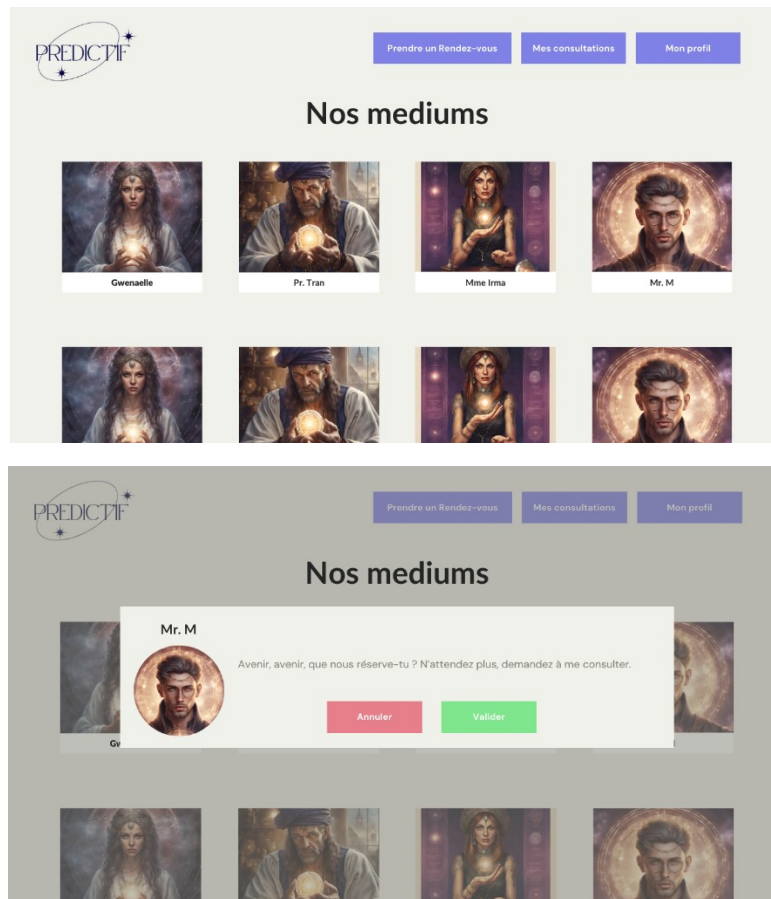 PREDICTIF
Prendre un Rendez-vous
Mes consultations
Mon profil
Nos mediums
Gwenaelle
Pr. Tran
Mme Irma
Mr. M
PREDICTIF
Prendre un Rendez-vous
Mes consultations
Mon profil
Nos mediums
Mr. M
Avenir, avenir, que nous réserve-tu ? N'attendez plus, demandez à me consulter.
Annuler
Valider